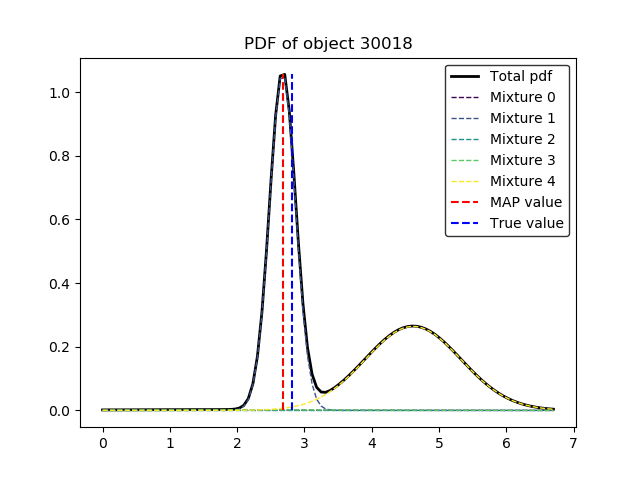 PDF of object 30018
Total pdf
Mixture 0
Mixture 1
Mixture 2
Mixture 3
Mixture 4
MAP value
True value
1.0
0.8
0.6
0.4
0.2
0.0
0 1 2 3 4 5 6 7